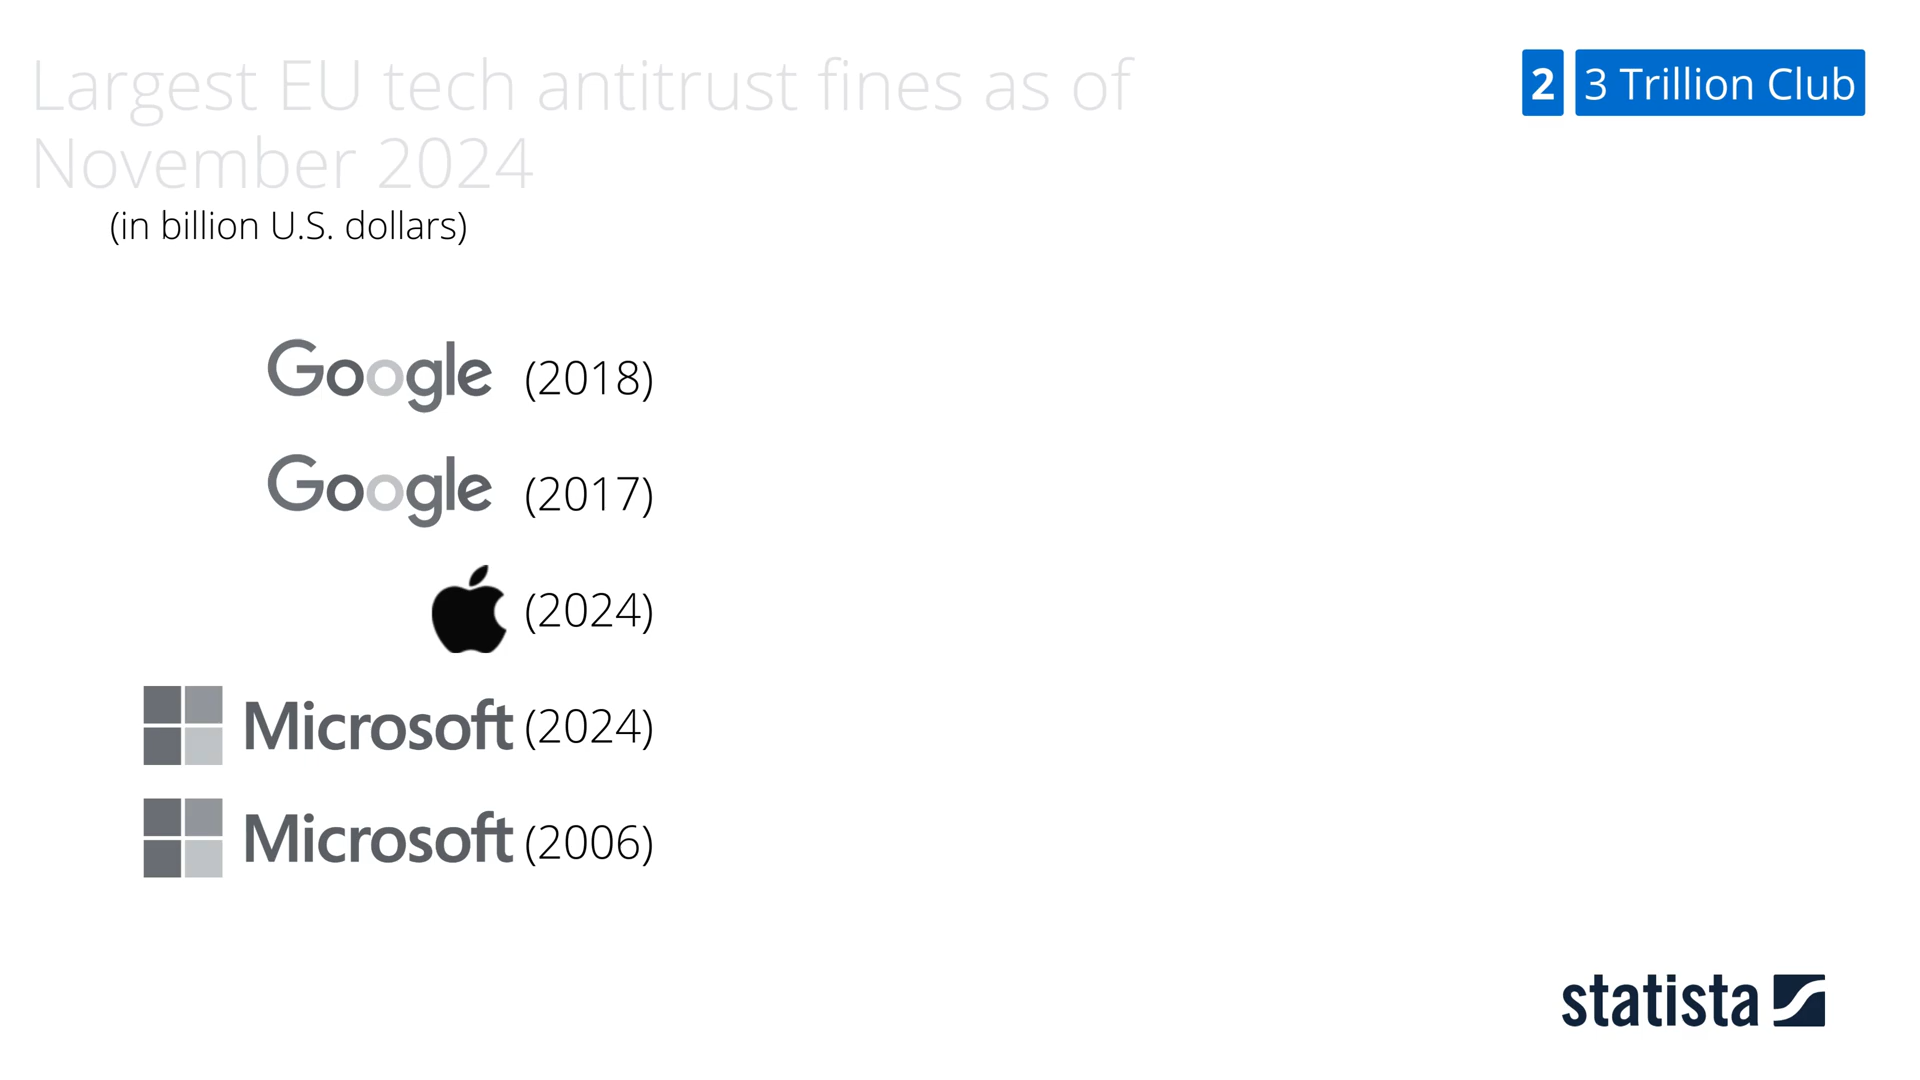 Largest EU tech antitrust fines as of
November 2024
(in billion U.S. dollars)
2 3 Trillion Club
Google (2018)
Google (2017)
(2024)
Microsoft (2024)
Microsoft (2006)
statista